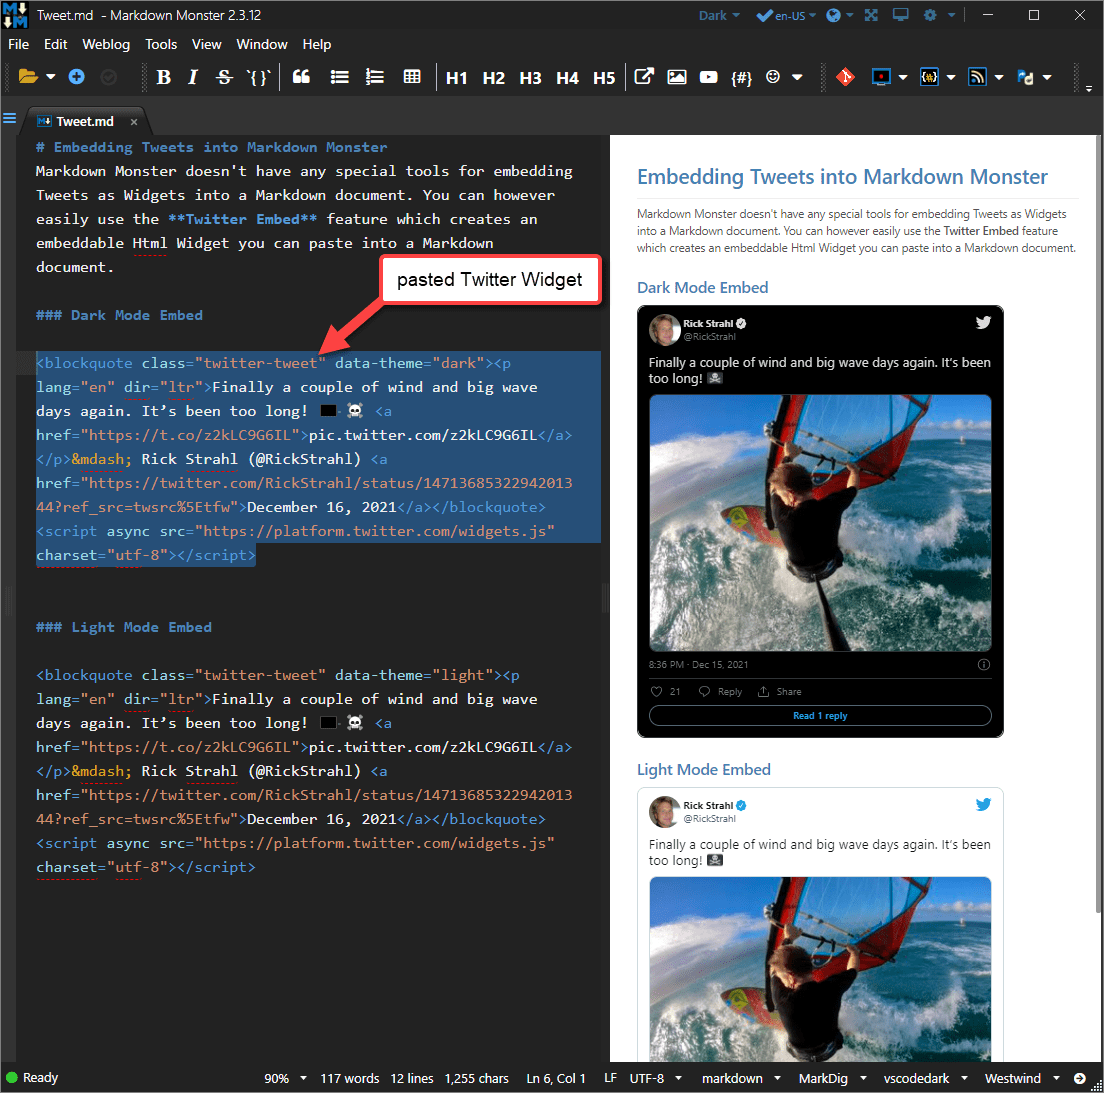 Tweet.md - Markdown Monster 2.3.12
Dark
en-US
File Edit Weblog Tools View Window Help
B I S `{}` H1 H2 H3 H4 H5 {#}
Tweet.md ×
# Embedding Tweets into Markdown Monster
Markdown Monster doesn't have any special tools for embedding
Tweets as Widgets into a Markdown document. You can however
easily use the **Twitter Embed** feature which creates an
embeddable Html Widget you can paste into a Markdown
document.
pasted Twitter Widget
### Dark Mode Embed
<blockquote class="twitter-tweet" data-theme="dark"><p
lang="en" dir="ltr">Finally a couple of wind and big wave
days again. It’s been too long! 🏴‍☠️ <a
href="https://t.co/z2kLC9G6IL">pic.twitter.com/z2kLC9G6IL</a>
</p>&mdash; Rick Strahl (@RickStrahl) <a
href="https://twitter.com/RickStrahl/status/14713685322942013
44?ref_src=twsrc%5Etfw">December 16, 2021</a></blockquote>
<script async src="https://platform.twitter.com/widgets.js"
charset="utf-8"></script>
### Light Mode Embed
<blockquote class="twitter-tweet" data-theme="light"><p
lang="en" dir="ltr">Finally a couple of wind and big wave
days again. It’s been too long! 🏴‍☠️ <a
href="https://t.co/z2kLC9G6IL">pic.twitter.com/z2kLC9G6IL</a>
</p>&mdash; Rick Strahl (@RickStrahl) <a
href="https://twitter.com/RickStrahl/status/14713685322942013
44?ref_src=twsrc%5Etfw">December 16, 2021</a></blockquote>
<script async src="https://platform.twitter.com/widgets.js"
charset="utf-8"></script>
Embedding Tweets into Markdown Monster
Markdown Monster doesn't have any special tools for embedding Tweets as Widgets
into a Markdown document. You can however easily use the Twitter Embed feature
which creates an embeddable Html Widget you can paste into a Markdown document.
Dark Mode Embed
Rick Strahl
@RickStrahl
Finally a couple of wind and big wave days again. It's been
too long! 🏴‍☠️
8:36 PM · Dec 15, 2021
21 Reply Share
Read 1 reply
Light Mode Embed
Rick Strahl
@RickStrahl
Finally a couple of wind and big wave days again. It's been
too long! 🏴‍☠️
Ready 90% 117 words 12 lines 1,255 chars Ln 6, Col 1 LF UTF-8 markdown MarkDig vscodedark Westwind